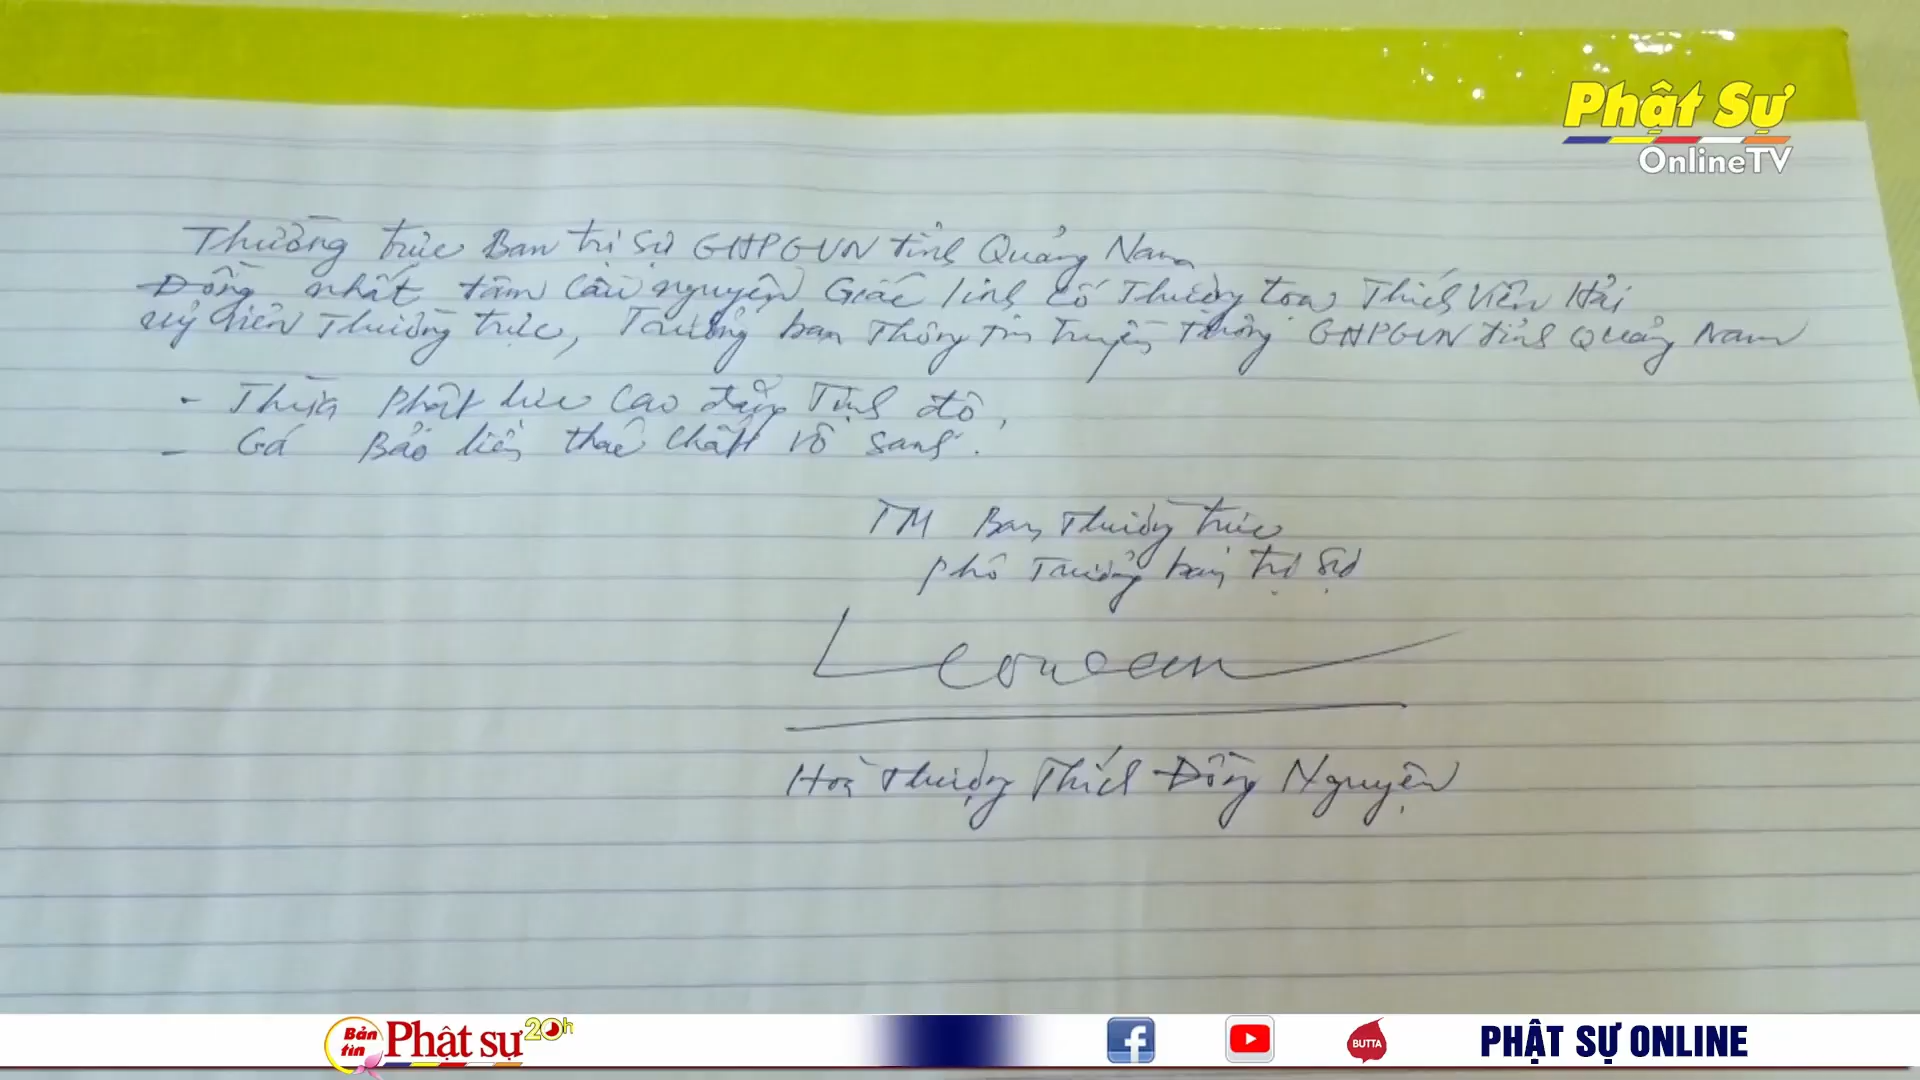 Phật Sự
OnlineTV
Thường trực Ban trị sự GHPGVN tỉnh Quảng Nam
Đồng nhất tâm cầu nguyện Giác linh cố Thượng tọa Thích Viên Hải
uỷ viên Thường trực, Trưởng ban Thông tin truyền thông GHPGVN tỉnh Quảng Nam
- Thừa Phật lực cao đăng Tịnh độ,
- Gá Bảo liên thác chất vô sanh.
TM Ban Thường trực
phó Trưởng ban trị sự
Hoà thượng Thích Đồng Nguyện
Bản tin Phật sự 20h
BUTTA
PHẬT SỰ ONLINE